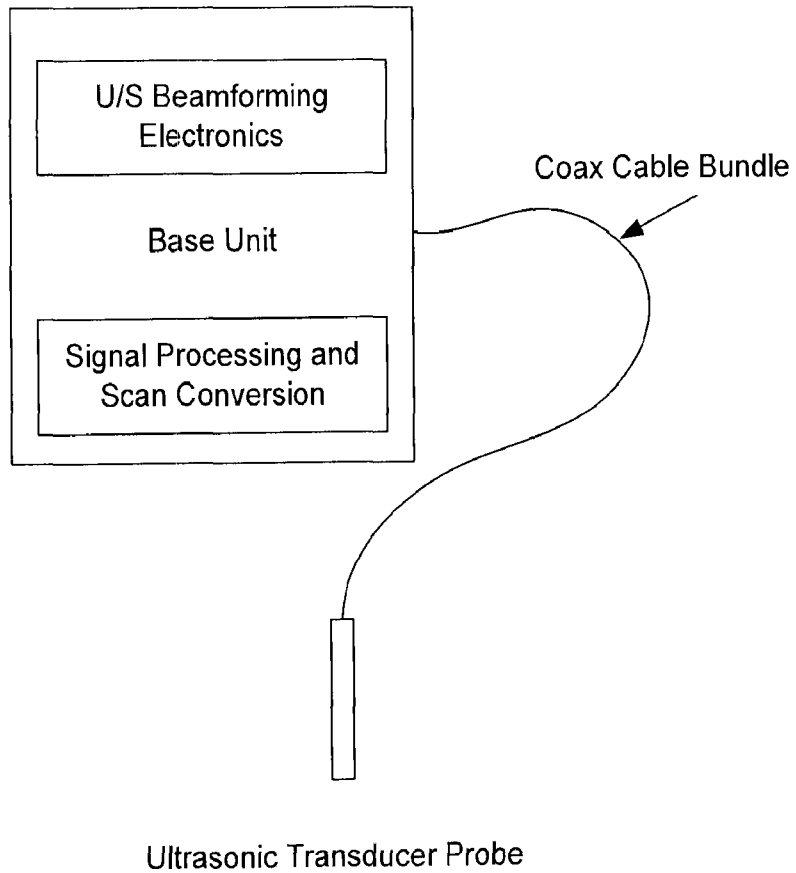 U/S Beamforming
Electronics
Coax Cable Bundle
Base Unit
Signal Processing and
Scan Conversion
Ultrasonic Transducer Probe